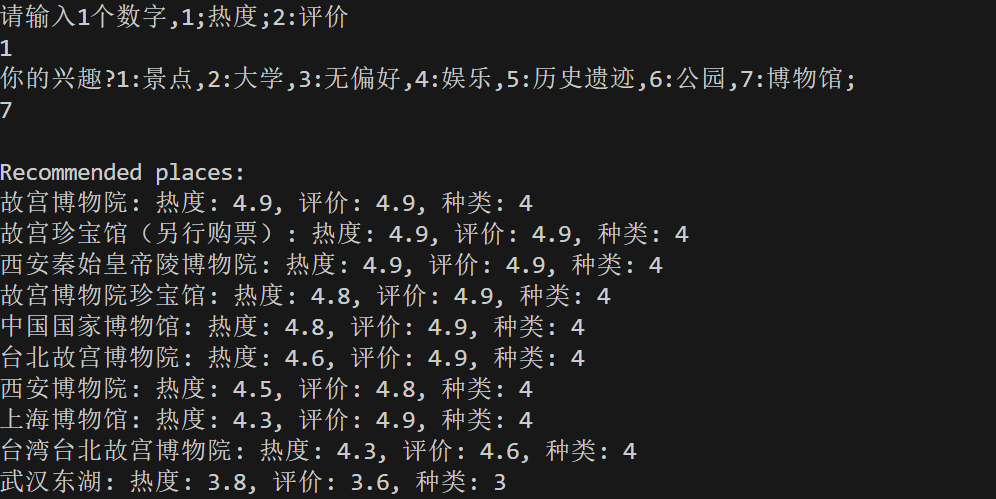 请输入1个数字,1;热度;2:评价
1
你的兴趣?1:景点,2:大学,3:无偏好,4:娱乐,5:历史遗迹,6:公园,7:博物馆;
7
Recommended places:
故宫博物院: 热度: 4.9, 评价: 4.9, 种类: 4
故宫珍宝馆（另行购票）: 热度: 4.9, 评价: 4.9, 种类: 4
西安秦始皇帝陵博物院: 热度: 4.9, 评价: 4.9, 种类: 4
故宫博物院珍宝馆: 热度: 4.8, 评价: 4.9, 种类: 4
中国国家博物馆: 热度: 4.8, 评价: 4.9, 种类: 4
台北故宫博物院: 热度: 4.6, 评价: 4.9, 种类: 4
西安博物院: 热度: 4.5, 评价: 4.8, 种类: 4
上海博物馆: 热度: 4.3, 评价: 4.9, 种类: 4
台湾台北故宫博物院: 热度: 4.3, 评价: 4.6, 种类: 4
武汉东湖: 热度: 3.8, 评价: 3.6, 种类: 3